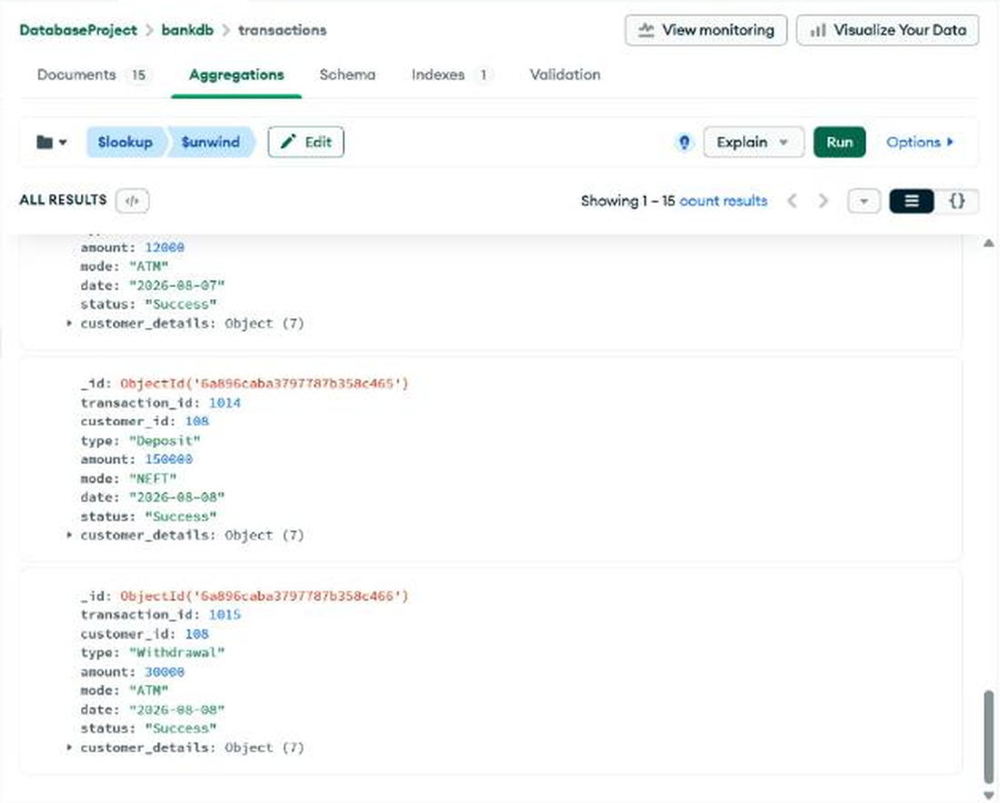 DatabaseProject > bankdb > transactions
View monitoring
Visualize Your Data
Documents 15
Aggregations
Schema
Indexes 1
Validation
$lookup
$unwind
Edit
Explain
Run
Options
ALL RESULTS </>
Showing 1 – 15 count results
{}
amount: 12000
mode: "ATM"
date: "2026-08-07"
status: "Success"
customer_details: Object (7)
_id: ObjectId('6a896caba3797787b358c465')
transaction_id: 1014
customer_id: 108
type: "Deposit"
amount: 150000
mode: "NEFT"
date: "2026-08-08"
status: "Success"
customer_details: Object (7)
_id: ObjectId('6a896caba3797787b358c466')
transaction_id: 1015
customer_id: 108
type: "Withdrawal"
amount: 30000
mode: "ATM"
date: "2026-08-08"
status: "Success"
customer_details: Object (7)